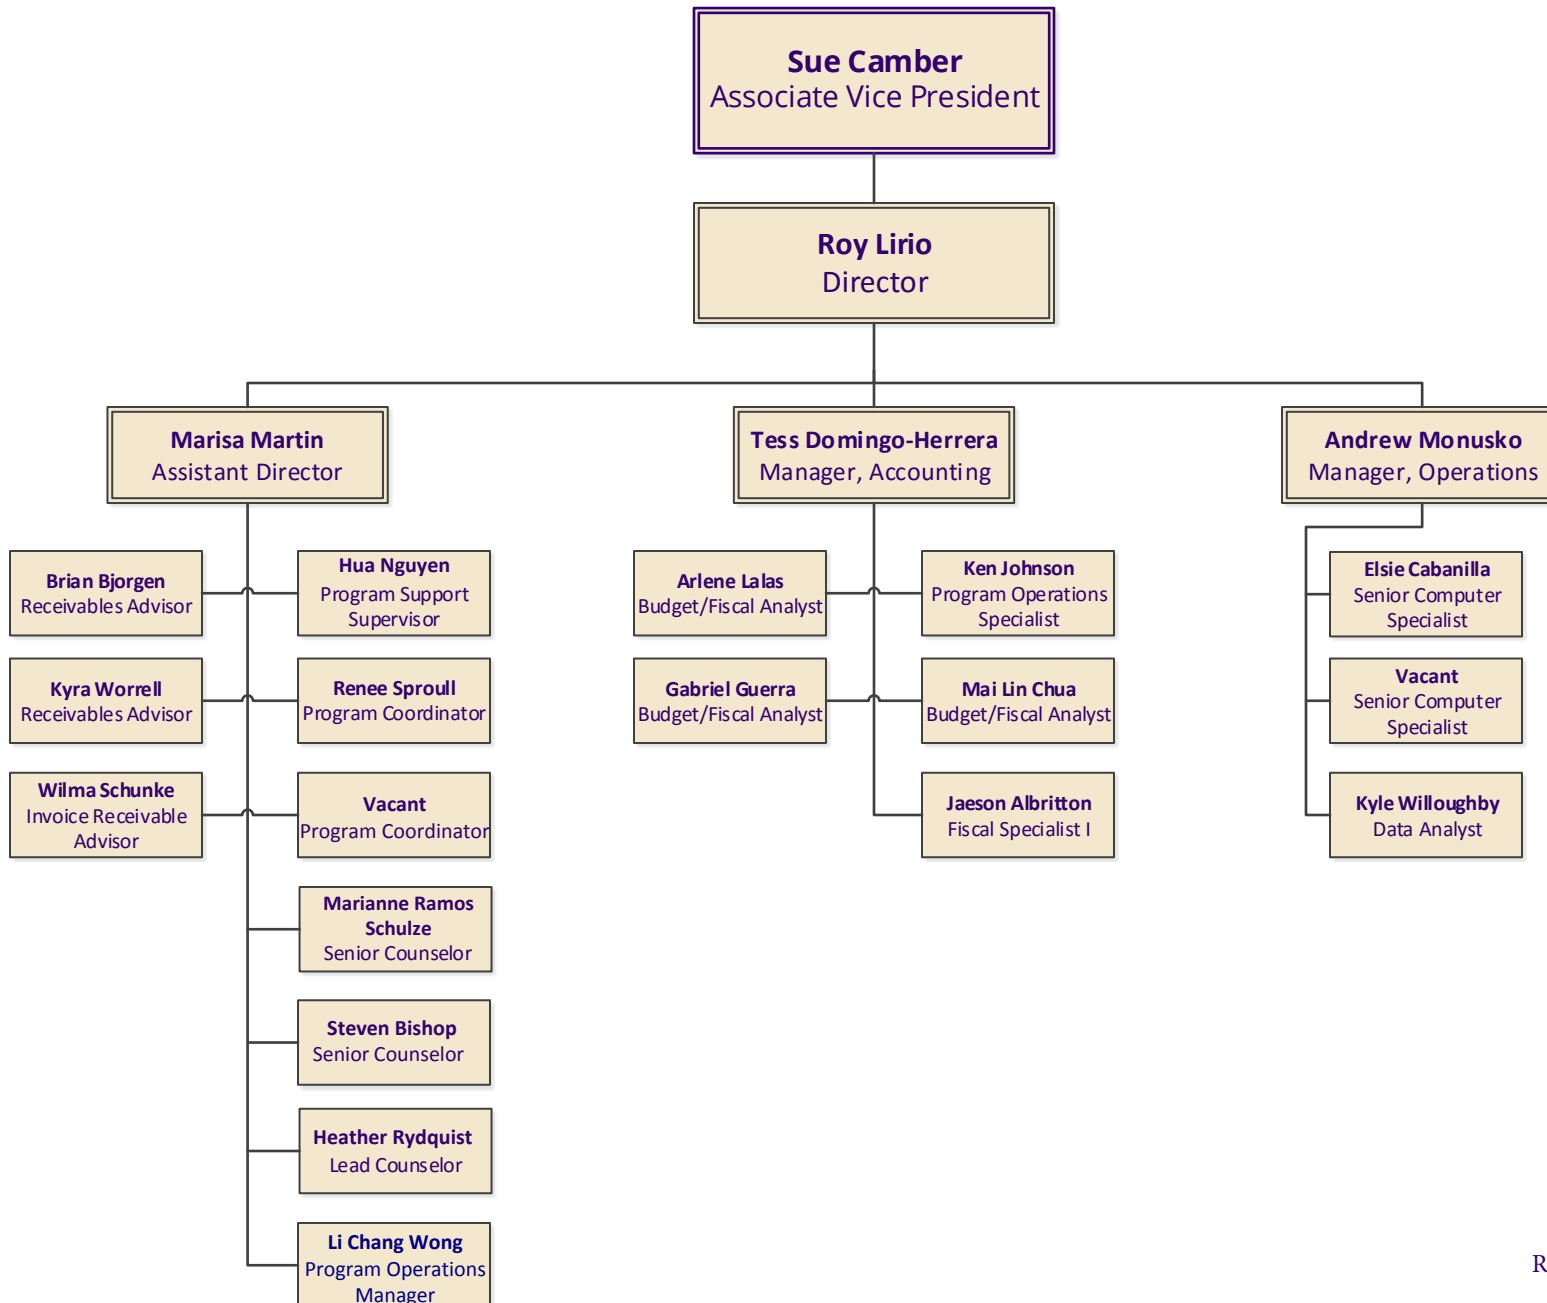 Sue Camber
Associate Vice President
Roy Lirio
Director
Marisa Martin
Assistant Director
Tess Domingo-Herrera
Manager, Accounting
Andrew Monusko
Manager, Operations
Brian Bjorgen
Receivables Advisor
Hua Nguyen
Program Support
Supervisor
Kyra Worrell
Receivables Advisor
Renee Sproull
Program Coordinator
Wilma Schunke
Invoice Receivable
Advisor
Vacant
Program Coordinator
Marianne Ramos
Schulze
Senior Counselor
Steven Bishop
Senior Counselor
Heather Rydquist
Lead Counselor
Li Chang Wong
Program Operations
Manager
Arlene Lalas
Budget/Fiscal Analyst
Ken Johnson
Program Operations
Specialist
Gabriel Guerra
Budget/Fiscal Analyst
Mai Lin Chua
Budget/Fiscal Analyst
Jaeson Albritton
Fiscal Specialist I
Elsie Cabanilla
Senior Computer
Specialist
Vacant
Senior Computer
Specialist
Kyle Willoughby
Data Analyst
R